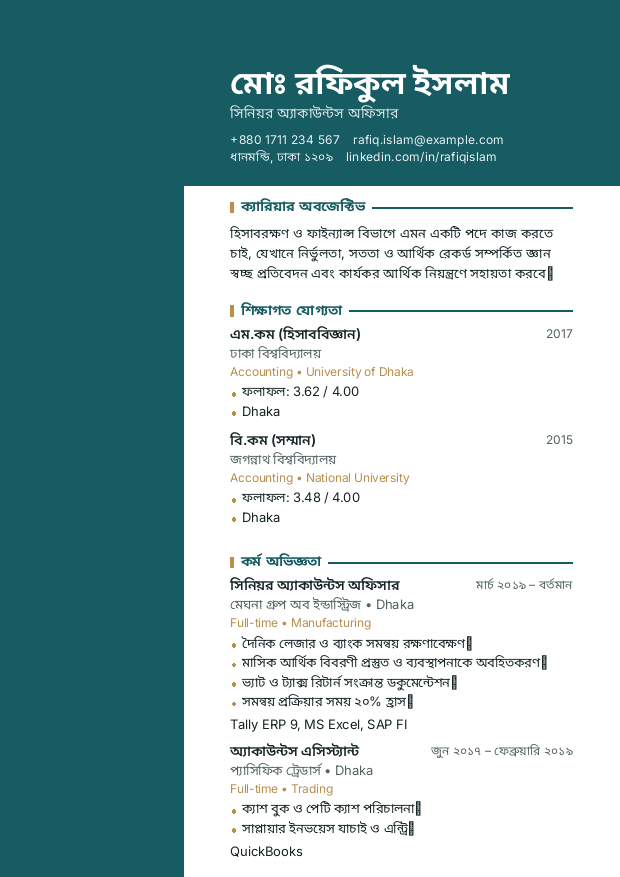 মোঃ রফিকুল ইসলাম
সিনিয়র অ্যাকাউন্টস অফিসার
+880 1711 234 567 rafiq.islam@example.com
ধানমন্ডি, ঢাকা ১২০৯ linkedin.com/in/rafiqislam
ক্যারিয়ার অবজেক্টিভ
হিসাবরক্ষণ ও ফাইন্যান্স বিভাগে এমন একটি পদে কাজ করতে
চাই, যেখানে নির্ভুলতা, সততা ও আর্থিক রেকর্ড সম্পর্কিত জ্ঞান
স্বচ্ছ প্রতিবেদন এবং কার্যকর আর্থিক নিয়ন্ত্রণে সহায়তা করবে
শিক্ষাগত যোগ্যতা
এম.কম (হিসাববিজ্ঞান) 2017
ঢাকা বিশ্ববিদ্যালয়
Accounting • University of Dhaka
• ফলাফল: 3.62 / 4.00
• Dhaka
বি.কম (সম্মান) 2015
জগন্নাথ বিশ্ববিদ্যালয়
Accounting • National University
• ফলাফল: 3.48 / 4.00
• Dhaka
কর্ম অভিজ্ঞতা
সিনিয়র অ্যাকাউন্টস অফিসার মার্চ ২০১৯ – বর্তমান
মেঘনা গ্রুপ অব ইন্ডাস্ট্রিজ • Dhaka
Full-time • Manufacturing
• দৈনিক লেজার ও ব্যাংক সমন্বয় রক্ষণাবেক্ষণ
• মাসিক আর্থিক বিবরণী প্রস্তুত ও ব্যবস্থাপনাকে অবহিতকরণ
• ভ্যাট ও ট্যাক্স রিটার্ন সংক্রান্ত ডকুমেন্টেশন
• সমন্বয় প্রক্রিয়ার সময় ২০% হ্রাস
Tally ERP 9, MS Excel, SAP FI
অ্যাকাউন্টস এসিস্ট্যান্ট জুন ২০১৭ – ফেব্রুয়ারি ২০১৯
প্যাসিফিক ট্রেডার্স • Dhaka
Full-time • Trading
• ক্যাশ বুক ও পেটি ক্যাশ পরিচালনা
• সাপ্লায়ার ইনভয়েস যাচাই ও এন্ট্রি
QuickBooks